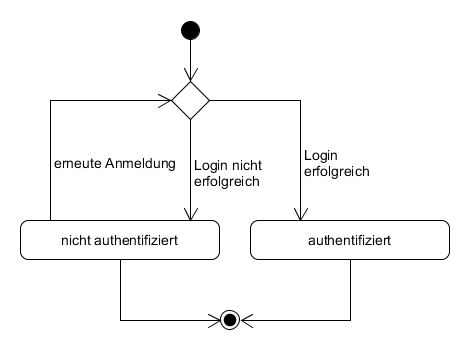 erneute Anmeldung
Login nicht
erfolgreich
Login
erfolgreich
nicht authentifiziert
authentifiziert